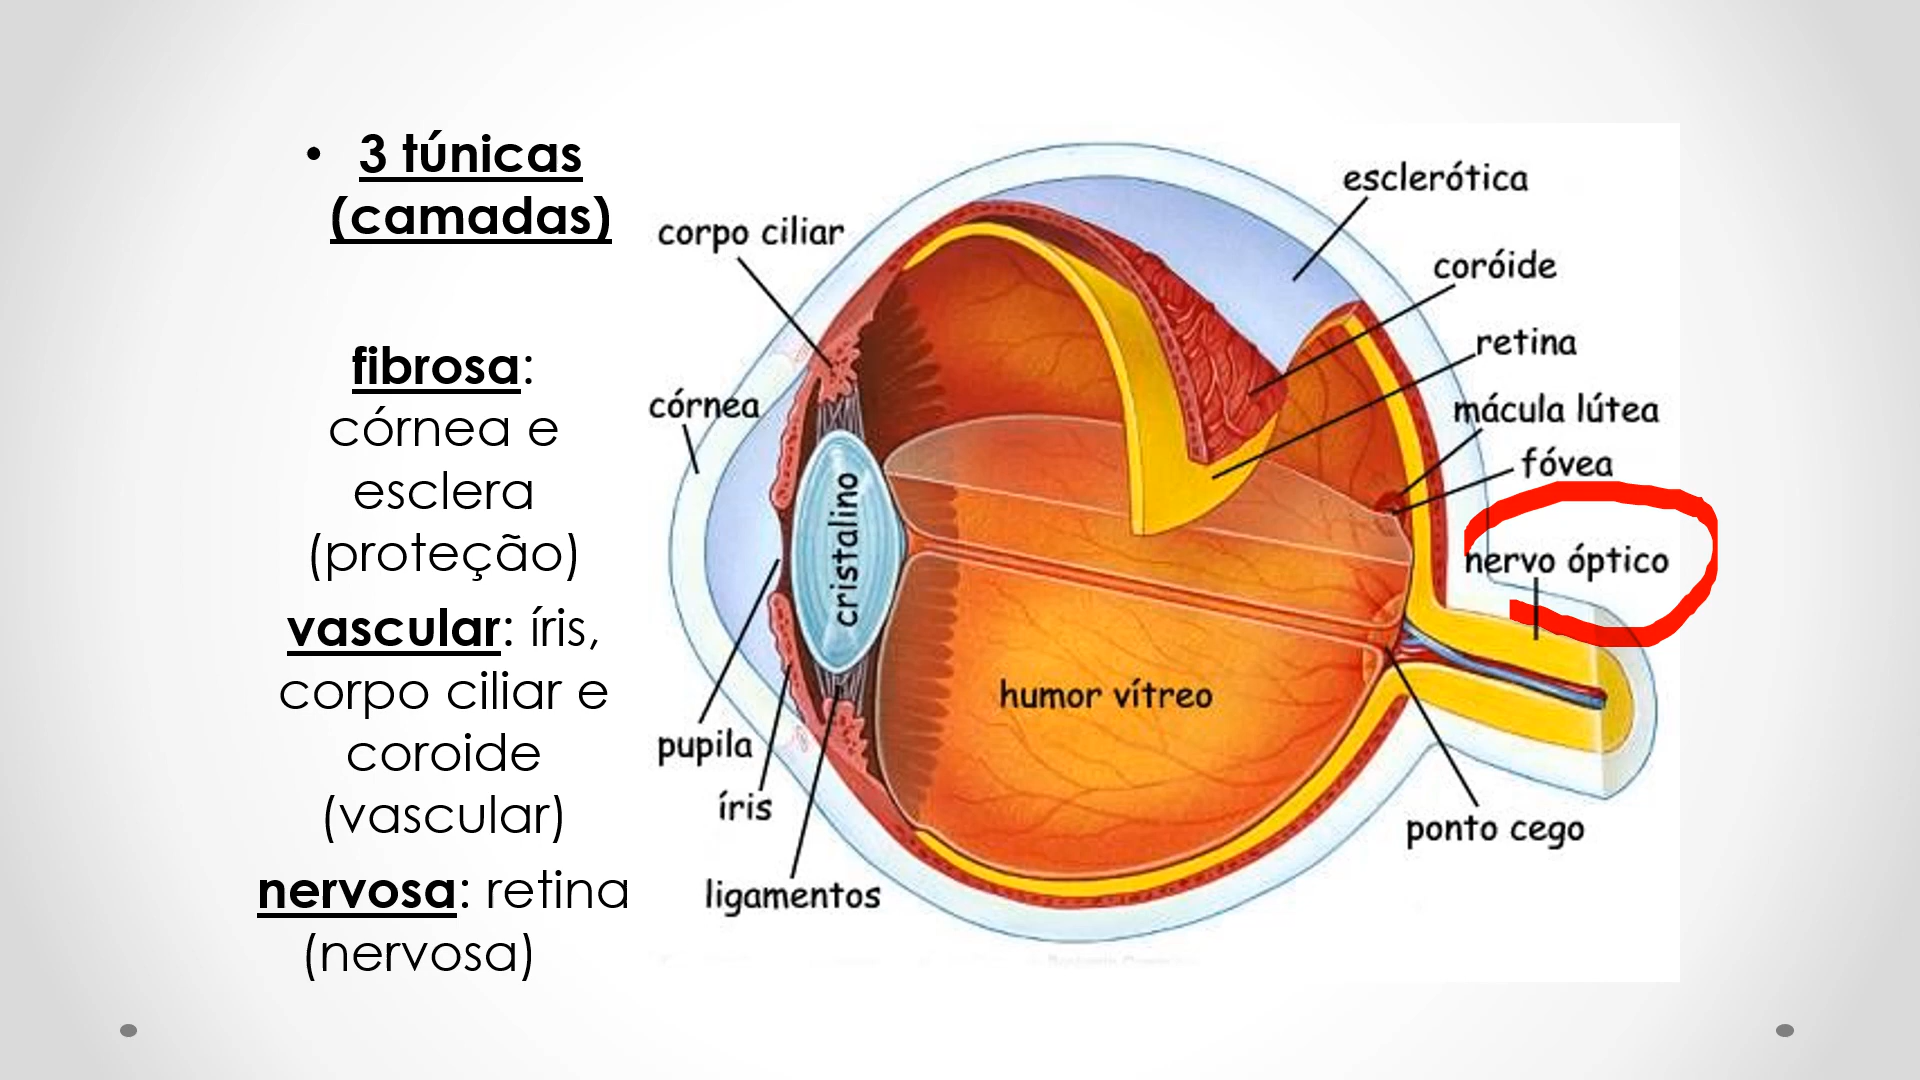 • 3 túnicas
(camadas)
fibrosa:
córnea e
esclera
(proteção)
vascular: íris,
corpo ciliar e
coroide
(vascular)
nervosa: retina
(nervosa)
esclerótica
corpo ciliar
coróide
retina
córnea
mácula lútea
fóvea
cristalino
nervo óptico
humor vítreo
pupila
íris
ponto cego
ligamentos